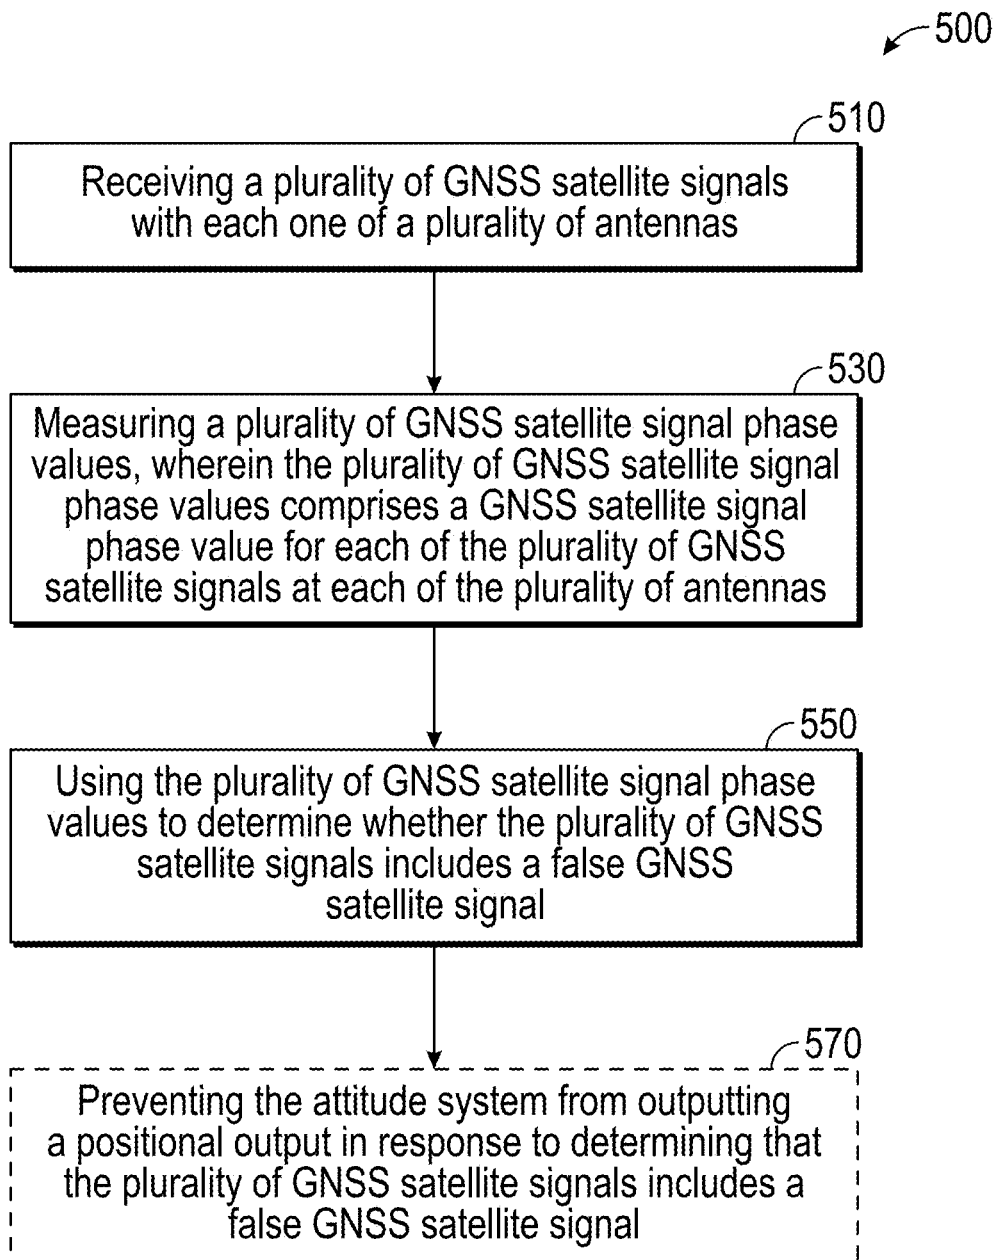 500
510
Receiving a plurality of GNSS satellite signals
with each one of a plurality of antennas
530
Measuring a plurality of GNSS satellite signal phase
values, wherein the plurality of GNSS satellite signal
phase values comprises a GNSS satellite signal
phase value for each of the plurality of GNSS
satellite signals at each of the plurality of antennas
550
Using the plurality of GNSS satellite signal phase
values to determine whether the plurality of GNSS
satellite signals includes a false GNSS
satellite signal
570
Preventing the attitude system from outputting
a positional output in response to determining that
the plurality of GNSS satellite signals includes a
false GNSS satellite signal